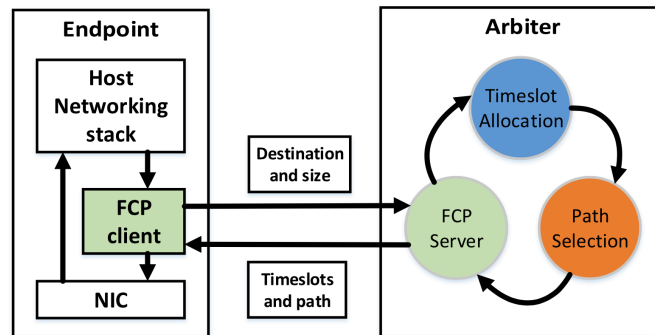 Endpoint
Host
Networking
stack
FCP
client
NIC
Destination
and size
Timeslots
and path
Arbiter
Timeslot
Allocation
FCP
Server
Path
Selection